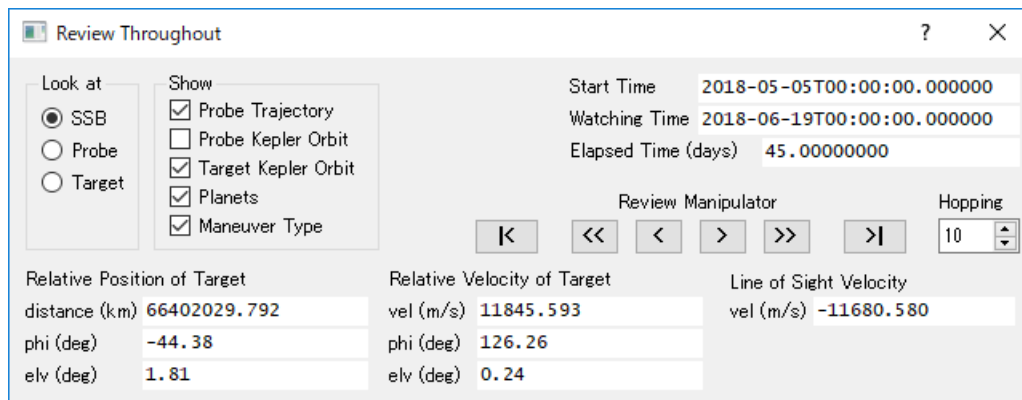 Review Throughout
?
Look at
SSB
Probe
Target
Show
Probe Trajectory
Probe Kepler Orbit
Target Kepler Orbit
Planets
Maneuver Type
Start Time 2018-05-05T00:00:00.000000
Watching Time 2018-06-19T00:00:00.000000
Elapsed Time (days) 45.00000000
Review Manipulator
|< << < > >> >|
Hopping
10
Relative Position of Target
distance (km) 66402029.792
phi (deg) -44.38
elv (deg) 1.81
Relative Velocity of Target
vel (m/s) 11845.593
phi (deg) 126.26
elv (deg) 0.24
Line of Sight Velocity
vel (m/s) -11680.580